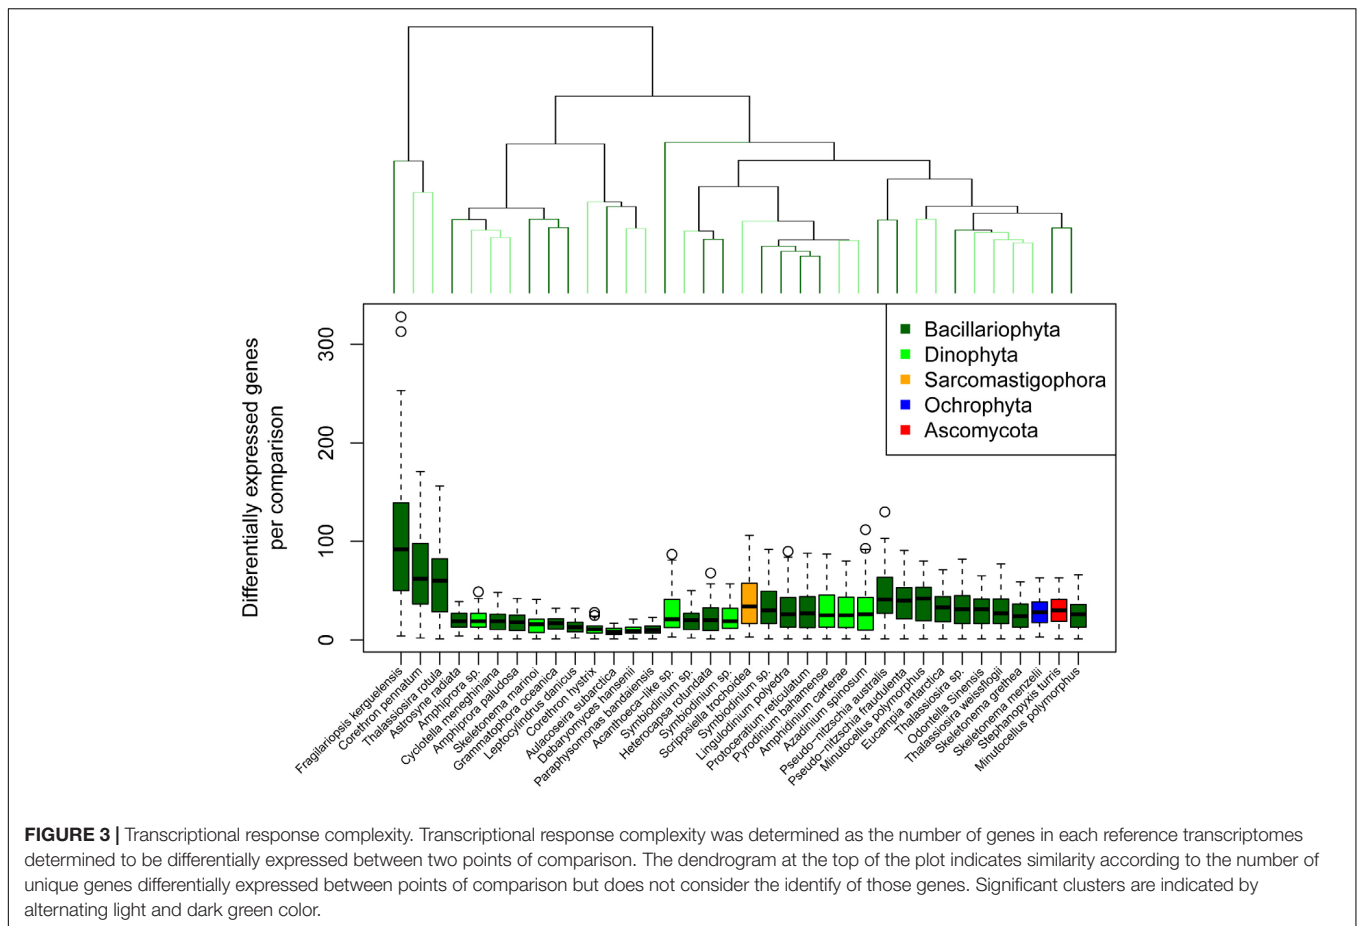 Differentially expressed genes
per comparison
300
200
100
0
Bacillariophyta
Dinophyta
Sarcomastigophora
Ochrophyta
Ascomycota
Fragilariopsis kerguelensis
Corethron pennatum
Thalassiosira rotula
Astrosyne radiata
Amphiprora sp.
Cyclotella meneghiniana
Amphiprora paludosa
Skeletonema marinoi
Grammatophora oceanica
Leptocylindrus danicus
Corethron hystrix
Aulacoseira subarctica
Debaryomyces hansenii
Paraphysomonas bandaiensis
Acanthoeca−like sp.
Symbiodinium sp.
Heterocapsa rotundata
Symbiodinium sp.
Scrippsiella trochoidea
Symbiodinium sp.
Lingulodinium polyedra
Protoceratium reticulatum
Pyrodinium bahamense
Amphidinium carterae
Azadinium spinosum
Pseudo−nitzschia australis
Pseudo−nitzschia fraudulenta
Minutocellus polymorphus
Eucampia antarctica
Thalassiosira sp.
Odontella Sinensis
Thalassiosira weissflogii
Skeletonema grethea
Skeletonema menzelii
Stephanopyxis turris
Minutocellus polymorphus
FIGURE 3 | Transcriptional response complexity. Transcriptional response complexity was determined as the number of genes in each reference transcriptomes
determined to be differentially expressed between two points of comparison. The dendrogram at the top of the plot indicates similarity according to the number of
unique genes differentially expressed between points of comparison but does not consider the identify of those genes. Significant clusters are indicated by
alternating light and dark green color.